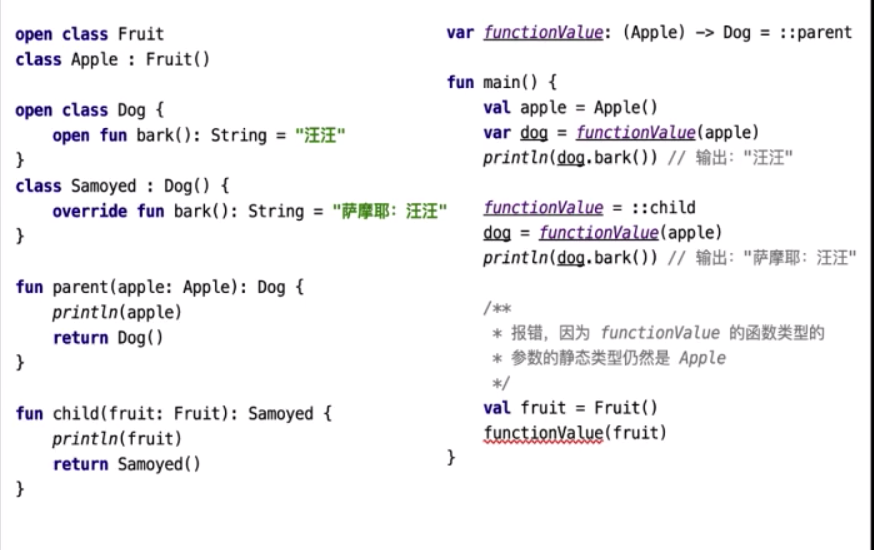 open class Fruit
class Apple : Fruit()
open class Dog {
open fun bark(): String = "汪汪"
}
class Samoyed : Dog() {
override fun bark(): String = "萨摩耶：汪汪"
}
fun parent(apple: Apple): Dog {
println(apple)
return Dog()
}
fun child(fruit: Fruit): Samoyed {
println(fruit)
return Samoyed()
}
var functionValue: (Apple) -> Dog = ::parent
fun main() {
val apple = Apple()
var dog = functionValue(apple)
println(dog.bark()) // 输出："汪汪"
functionValue = ::child
dog = functionValue(apple)
println(dog.bark()) // 输出："萨摩耶：汪汪"
/**
* 报错，因为 functionValue 的函数类型的
* 参数的静态类型仍然是 Apple
*/
val fruit = Fruit()
functionValue(fruit)
}